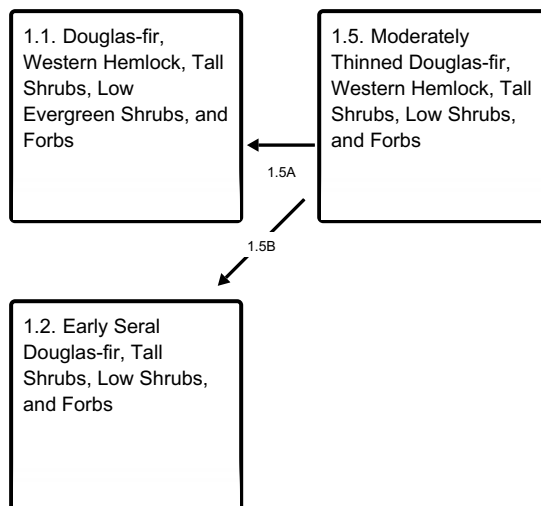 1.1. Douglas-fir,
Western Hemlock, Tall
Shrubs, Low
Evergreen Shrubs, and
Forbs
1.5. Moderately
Thinned Douglas-fir,
Western Hemlock, Tall
Shrubs, Low Shrubs,
and Forbs
1.5A
1.5B
1.2. Early Seral
Douglas-fir, Tall
Shrubs, Low Shrubs,
and Forbs